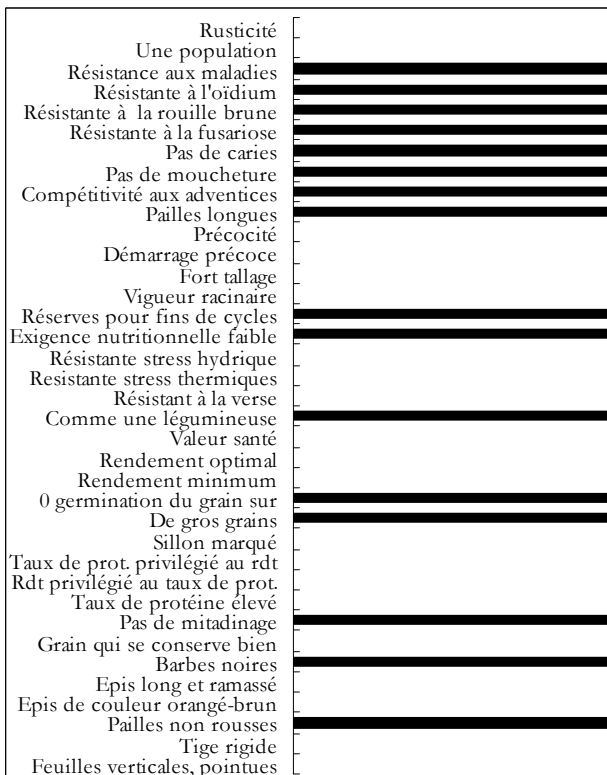 Rusticité
Une population
Résistance aux maladies
Résistante à l'oïdium
Résistante à la rouille brune
Résistante à la fusariose
Pas de caries
Pas de moucheture
Compétitivité aux adventices
Pailles longues
Précocité
Démarrage précoce
Fort tallage
Vigueur racinaire
Réserves pour fins de cycles
Exigence nutritionnelle faible
Résistante stress hydrique
Resistante stress thermiques
Résistant à la verse
Comme une légumineuse
Valeur santé
Rendement optimal
Rendement minimum
0 germination du grain sur
De gros grains
Sillon marqué
Taux de prot. privilégié au rdt
Rdt privilégié au taux de prot.
Taux de protéine élevé
Pas de mitadinage
Grain qui se conserve bien
Barbes noires
Epis long et ramassé
Epis de couleur orangé-brun
Pailles non rousses
Tige rigide
Feuilles verticales, pointues